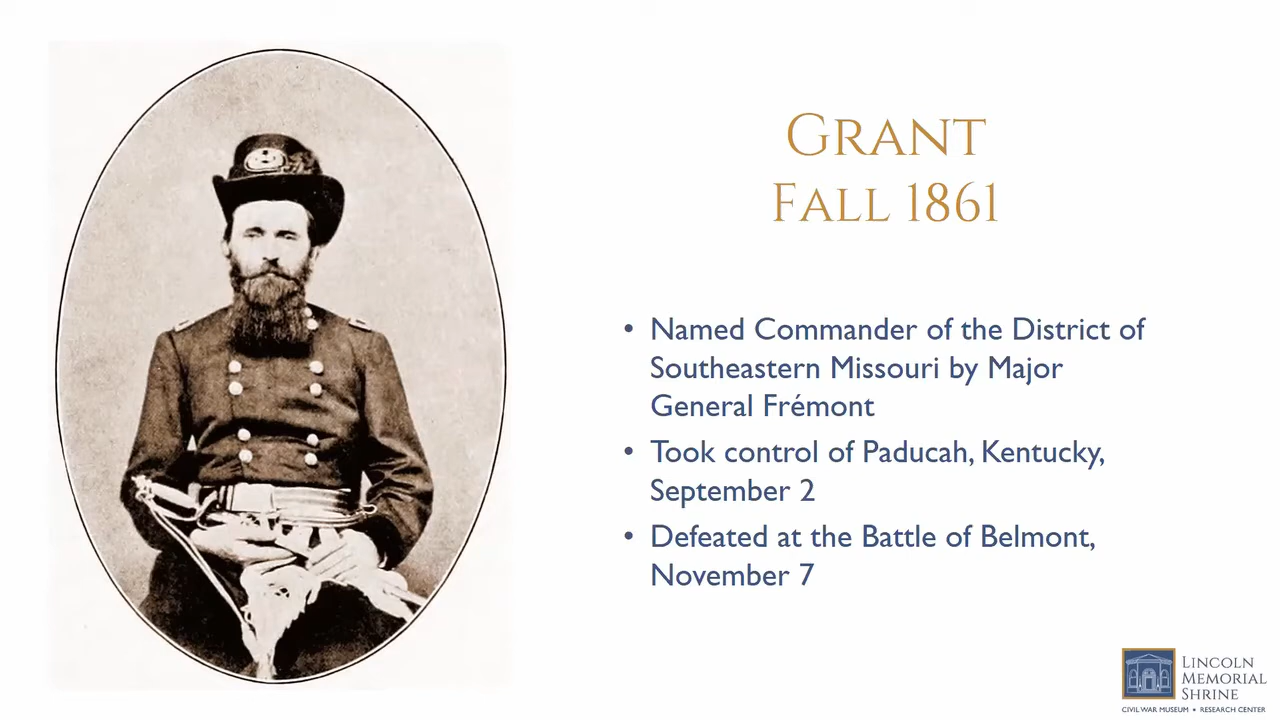 Grant
Fall 1861
• Named Commander of the District of
Southeastern Missouri by Major
General Frémont
• Took control of Paducah, Kentucky,
September 2
• Defeated at the Battle of Belmont,
November 7
Lincoln
Memorial
Shrine
CIVIL WAR MUSEUM • RESEARCH CENTER